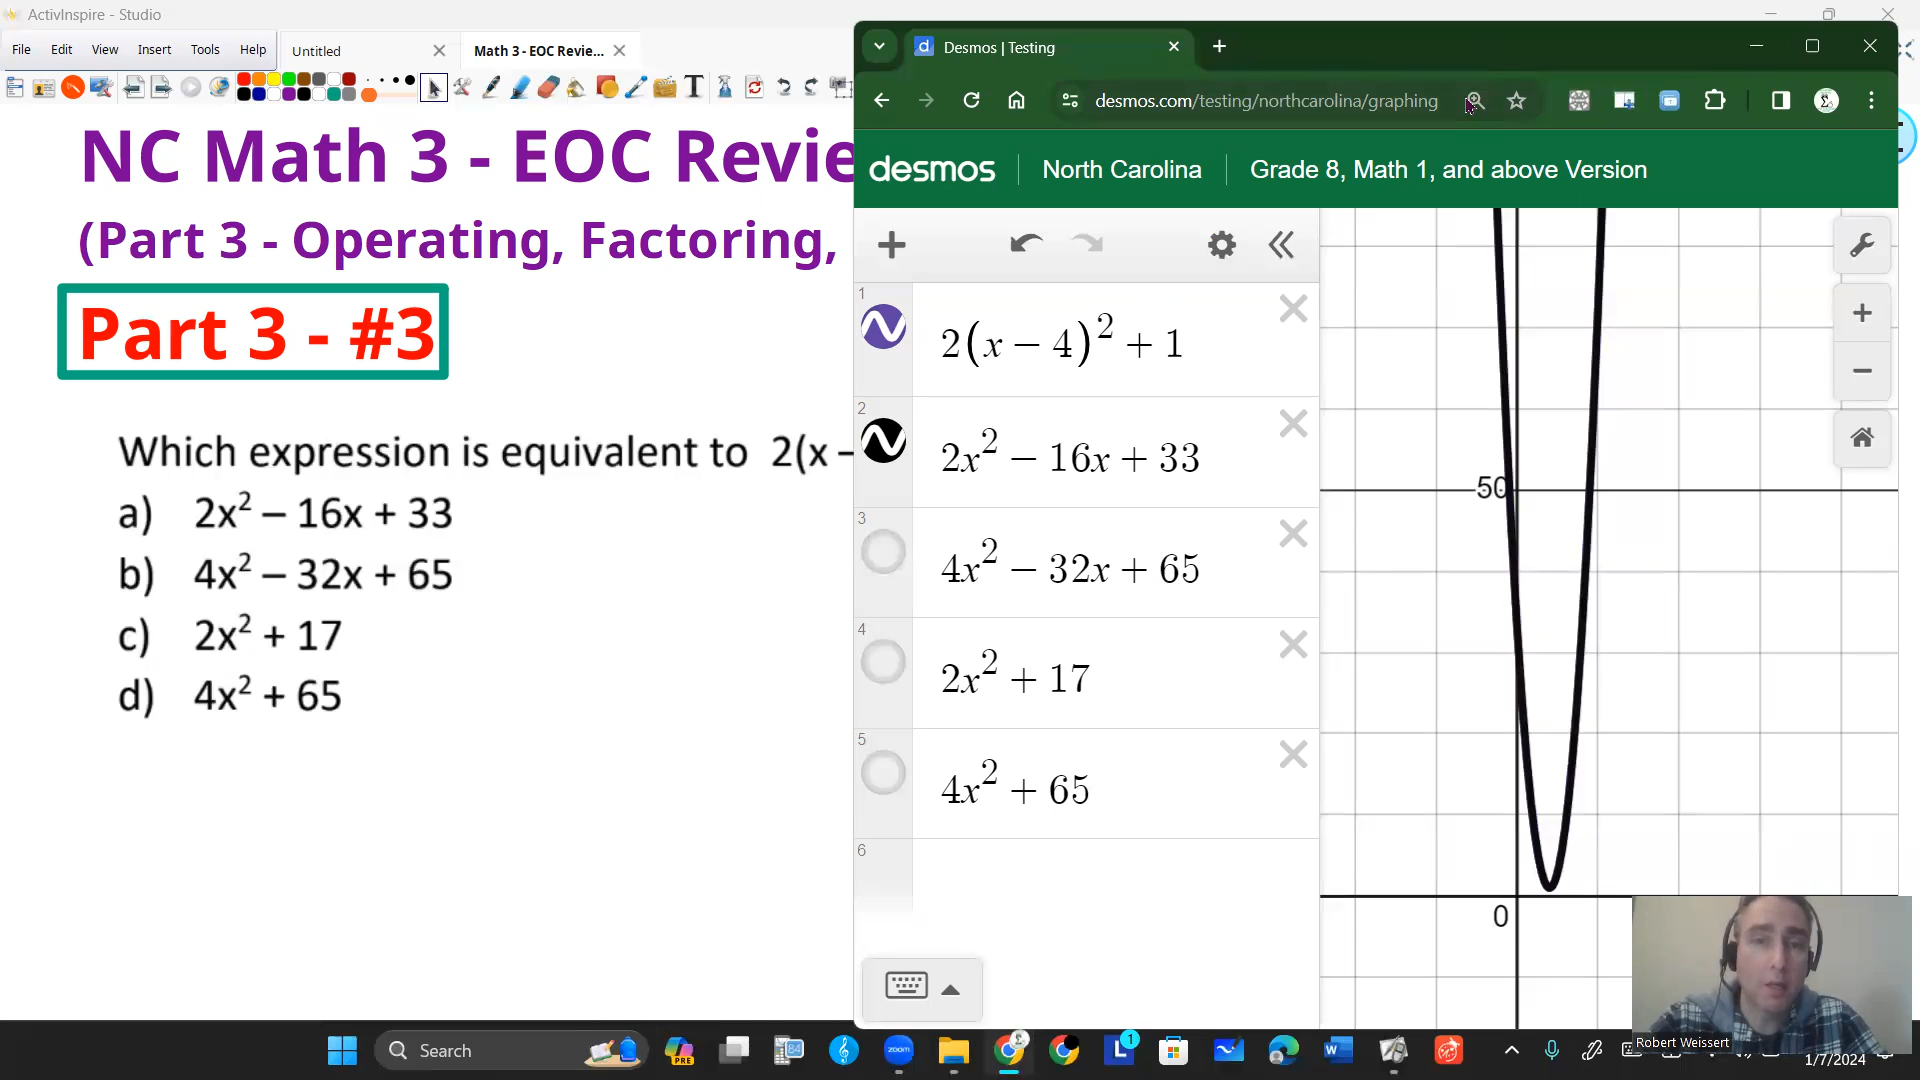 ActivInspire - Studio
File Edit View Insert Tools Help
Untitled
Math 3 - EOC Revie...
Desmos | Testing
desmos.com/testing/northcarolina/graphing
desmos
North Carolina
Grade 8, Math 1, and above Version
NC Math 3 - EOC Revie
(Part 3 - Operating, Factoring,
Part 3 - #3
Which expression is equivalent to 2(x –
a) 2x² – 16x + 33
b) 4x² – 32x + 65
c) 2x² + 17
d) 4x² + 65
1
2(x − 4)² + 1
2
2x² − 16x + 33
3
4x² − 32x + 65
4
2x² + 17
5
4x² + 65
6
50
0
Robert Weissert
Search
PRE
84
zoom
L
1
W
1/7/2024